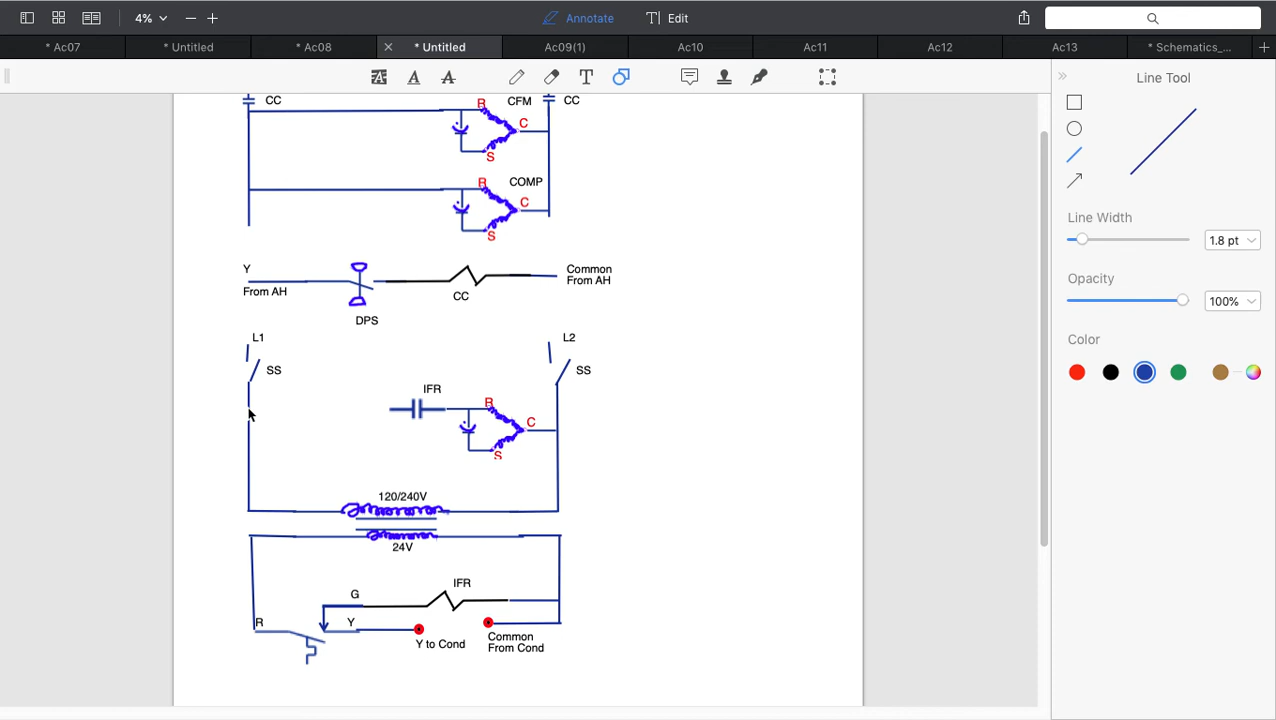 4%
Annotate
Edit
* Ac07
* Untitled
* Ac08
* Untitled
Ac09(1)
Ac10
Ac11
Ac12
Ac13
* Schematics_...
Line Tool
Line Width
1.8 pt
Opacity
100%
Color
CC
R
CFM
CC
C
S
R
COMP
C
S
Y
From AH
DPS
CC
Common
From AH
L1
SS
L2
SS
IFR
R
C
S
120/240V
24V
IFR
G
R
Y
Y to Cond
Common
From Cond